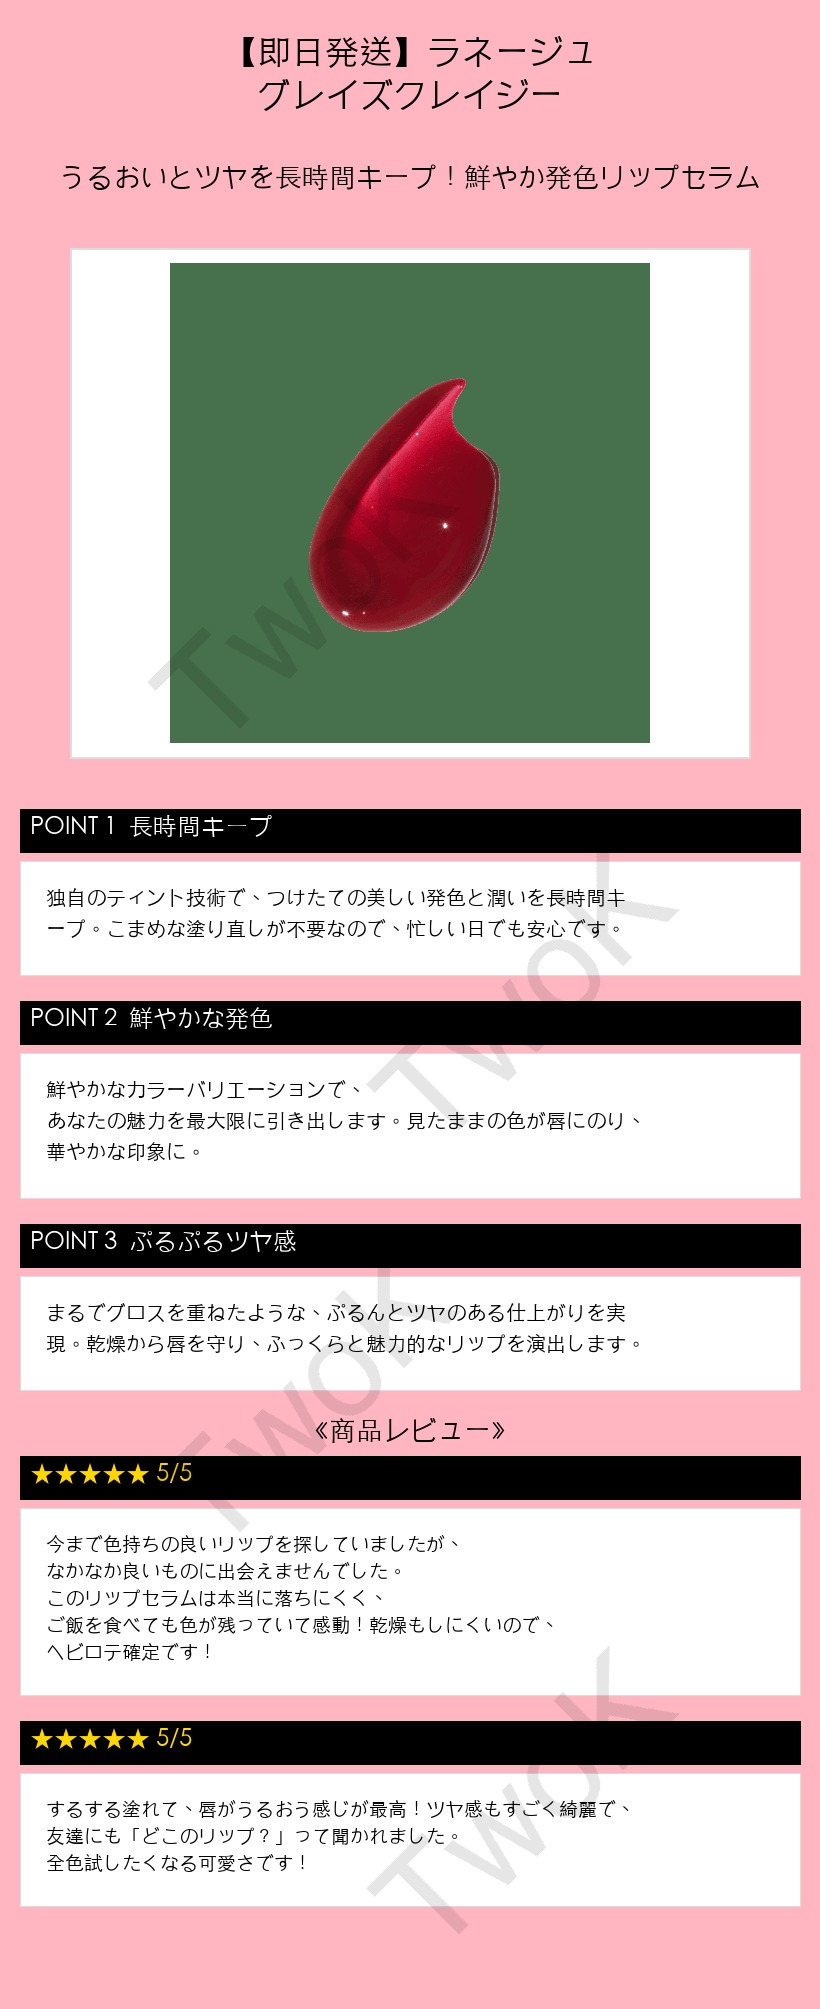 【即日発送】ラネージュ
グレイズクレイジー
うるおいとツヤを長時間キープ！鮮やか発色リップセラム
TwoK
POINT 1 長時間キープ
独自のティント技術で、つけたての美しい発色と潤いを長時間キ
ープ。こまめな塗り直しが不要なので、忙しい日でも安心です。
TwoK
POINT 2 鮮やかな発色
鮮やかなカラーバリエーションで、
あなたの魅力を最大限に引き出します。見たままの色が唇にのり、
華やかな印象に。
POINT 3 ぷるぷるツヤ感
まるでグロスを重ねたような、ぷるんとツヤのある仕上がりを実
現。乾燥から唇を守り、ふっくらと魅力的なリップを演出します。
TwoK
《商品レビュー》
★★★★★ 5/5
今まで色持ちの良いリップを探していましたが、
なかなか良いものに出会えませんでした。
このリップセラムは本当に落ちにくく、
ご飯を食べても色が残っていて感動！乾燥もしにくいので、
ヘビロテ確定です！
★★★★★ 5/5
するする塗れて、唇がうるおう感じが最高！ツヤ感もすごく綺麗で、
友達にも「どこのリップ？」って聞かれました。
全色試したくなる可愛さです！
TwoK